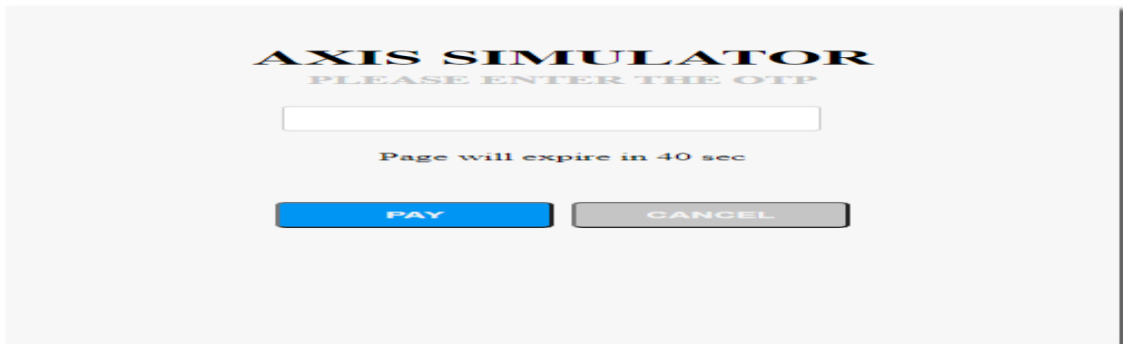 AXIS SIMULATOR
PLEASE ENTER THE OTP
Page will expire in 40 sec
PAY
CANCEL